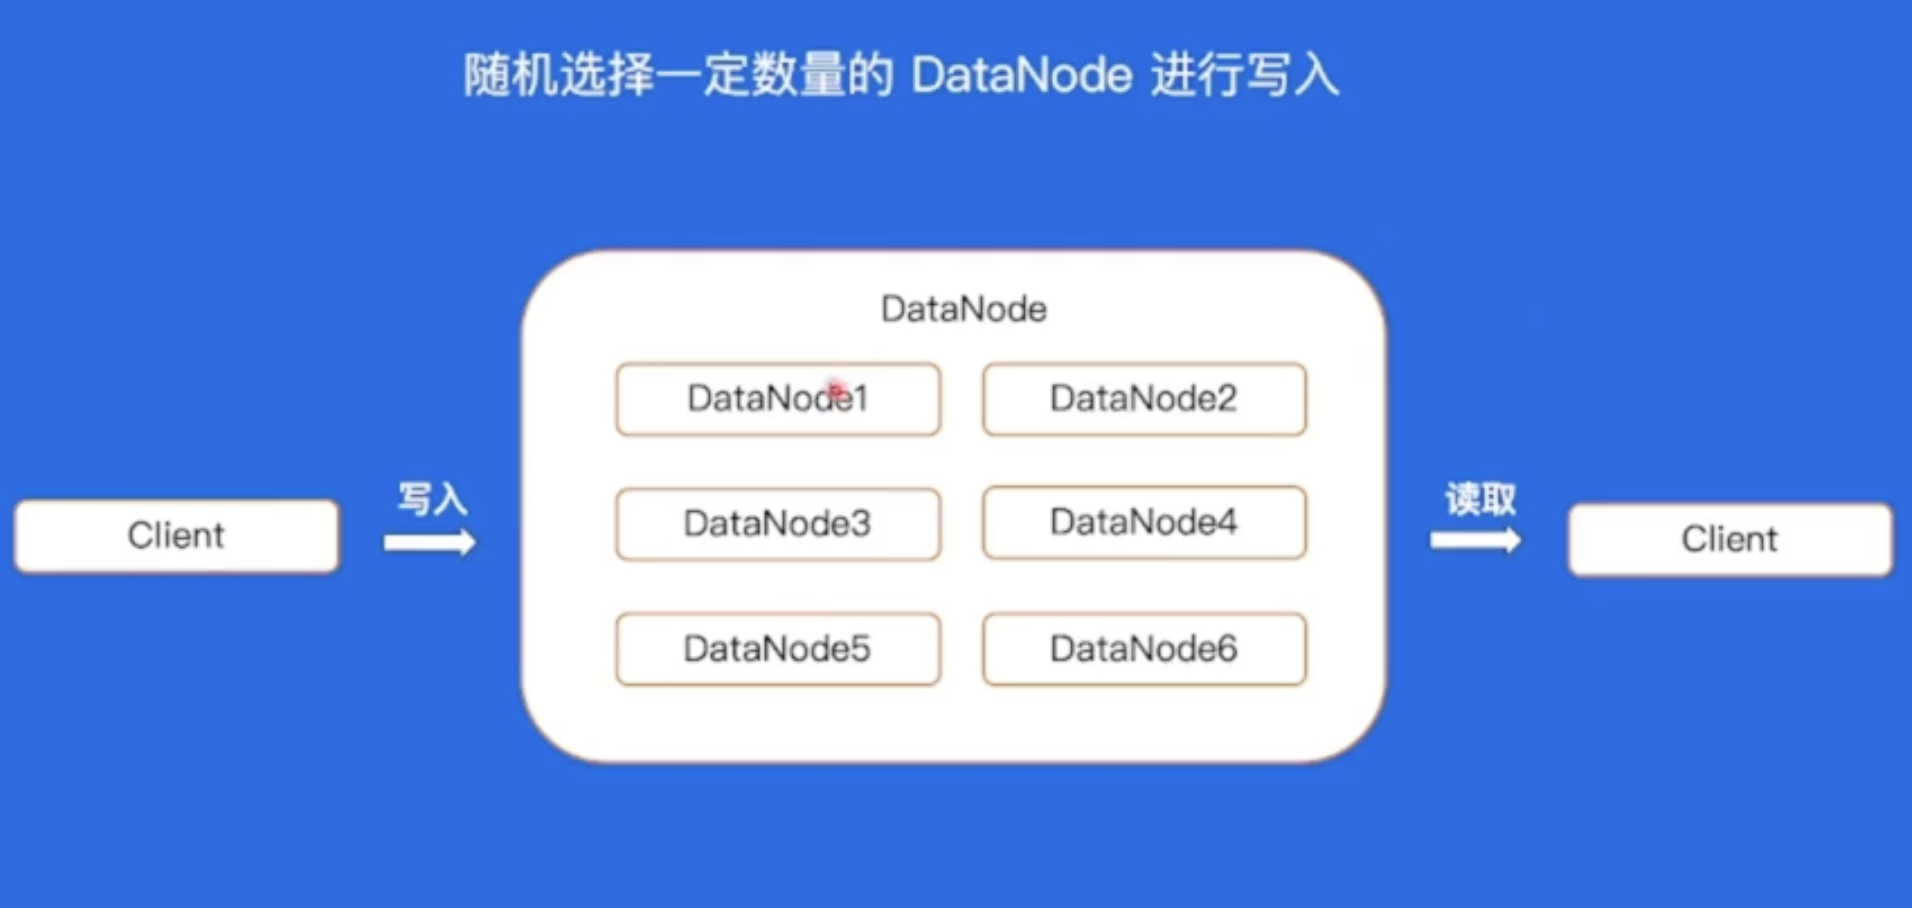 随机选择一定数量的 DataNode 进行写入
DataNode
DataNode1
DataNode2
写入
读取
Client
DataNode3
DataNode4
Client
DataNode5
DataNode6